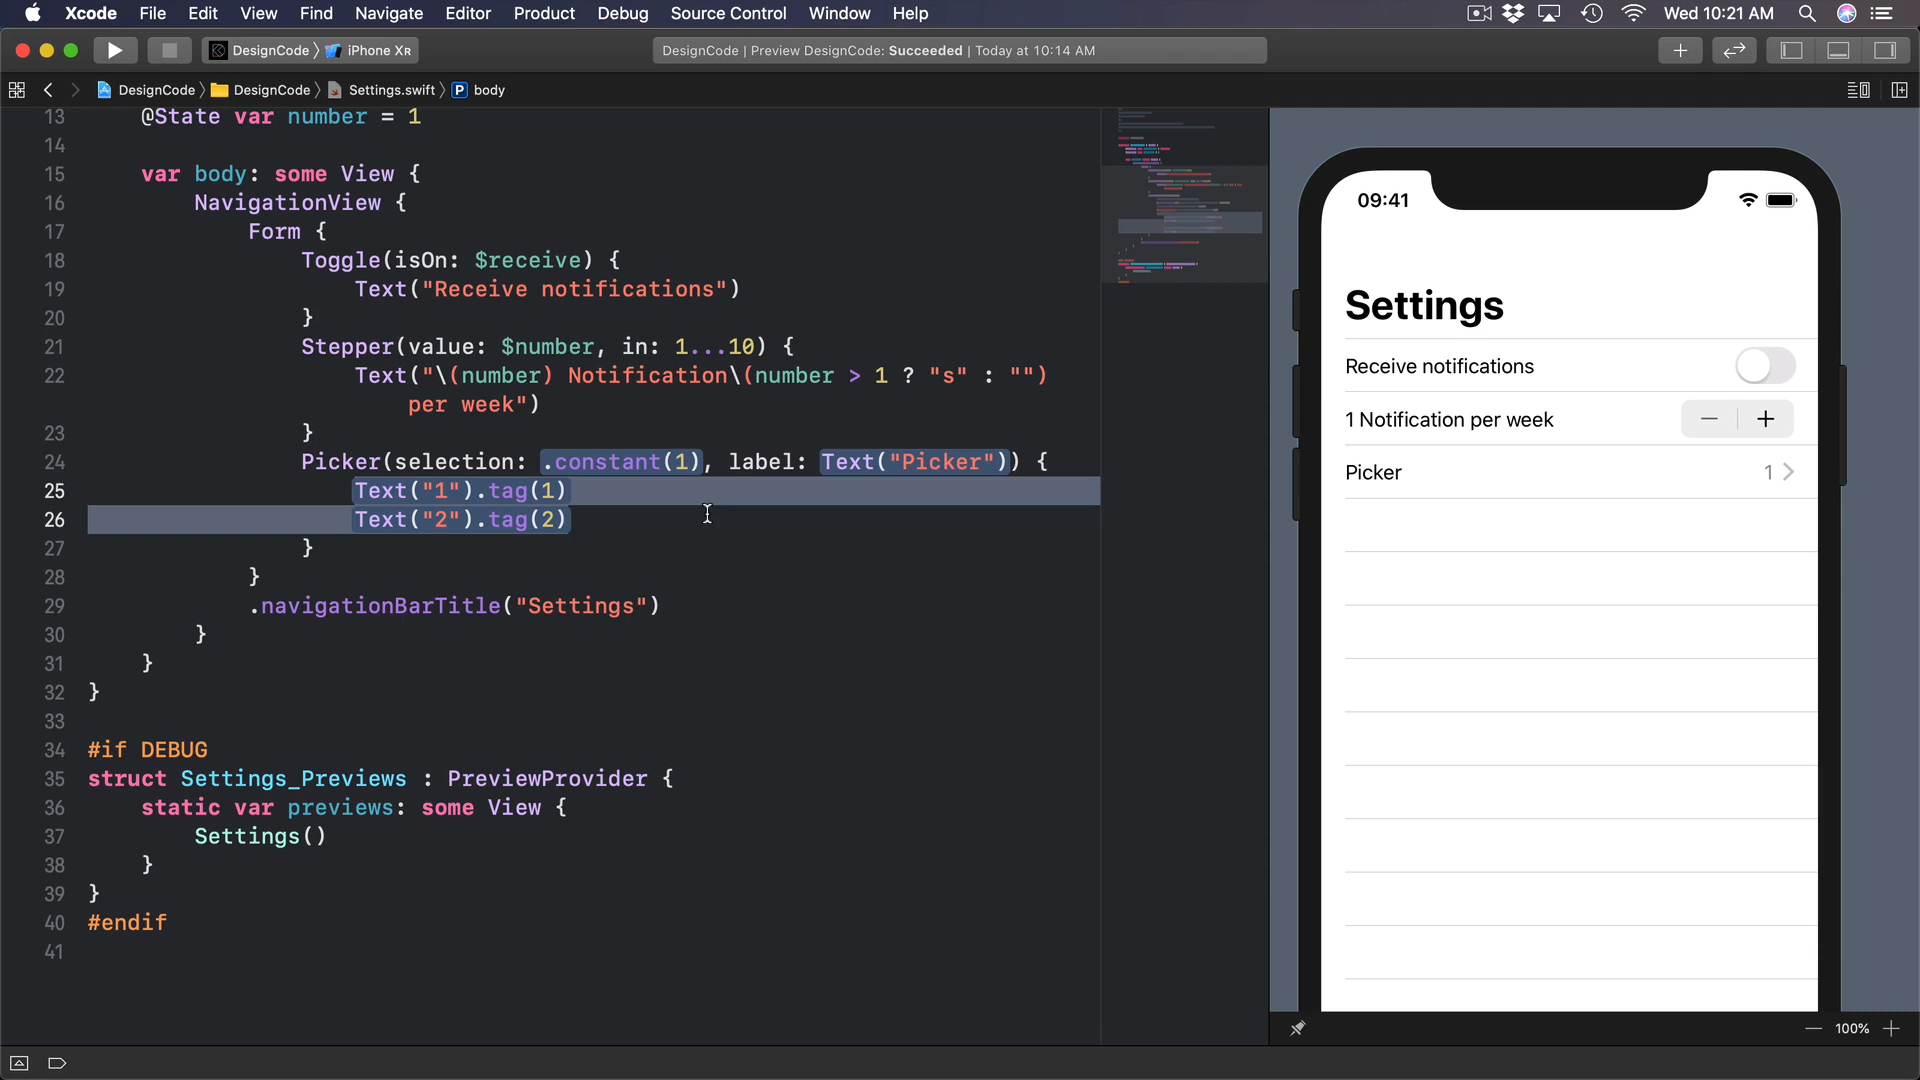 Xcode File Edit View Find Navigate Editor Product Debug Source Control Window Help Wed 10:21 AM
DesignCode iPhone XR DesignCode | Preview DesignCode: Succeeded | Today at 10:14 AM
DesignCode DesignCode Settings.swift P body
13 @State var number = 1
14
15 var body: some View {
16 NavigationView {
17 Form {
18 Toggle(isOn: $receive) {
19 Text("Receive notifications")
20 }
21 Stepper(value: $number, in: 1...10) {
22 Text("\(number) Notification\(number > 1 ? "s" : "")
per week")
23 }
24 Picker(selection: .constant(1), label: Text("Picker")) {
25 Text("1").tag(1)
26 Text("2").tag(2)
27 }
28 }
29 .navigationBarTitle("Settings")
30 }
31 }
32 }
33
34 #if DEBUG
35 struct Settings_Previews : PreviewProvider {
36 static var previews: some View {
37 Settings()
38 }
39 }
40 #endif
41
09:41
Settings
Receive notifications
1 Notification per week
Picker 1
100%